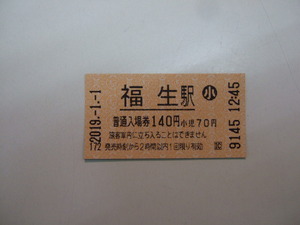 福生駅 小
2019.-1.-1
普通入場券 140円 小児70円
旅客車内に立ち入ることはできません
172 発売時刻から2時間以内1回限り有効
9145 12:45